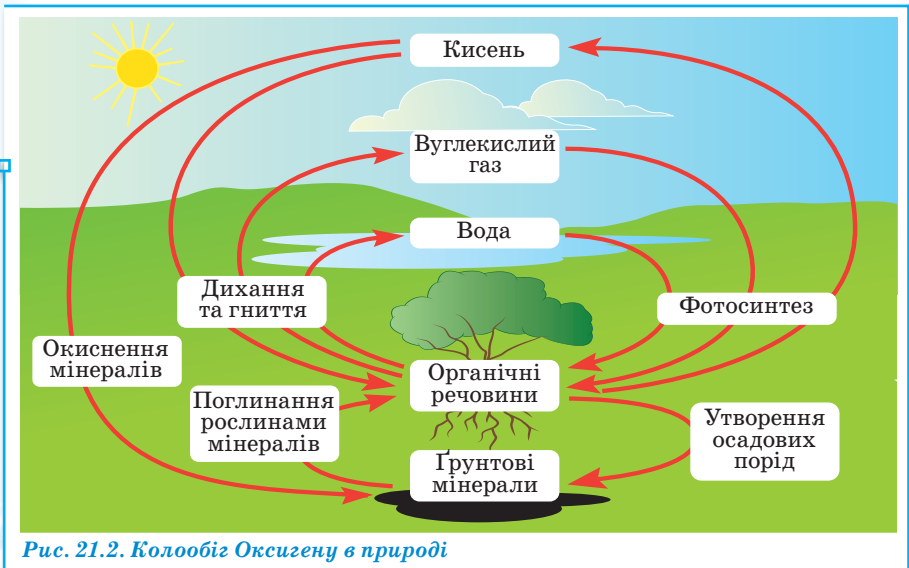 Кисень
Вуглекислий
газ
Вода
Дихання
та гниття
Фотосинтез
Окиснення
мінералів
Органічні
речовини
Поглинання
рослинами
мінералів
Утворення
осадових
порід
Ґрунтові
мінерали
Рис. 21.2. Колообіг Оксигену в природі